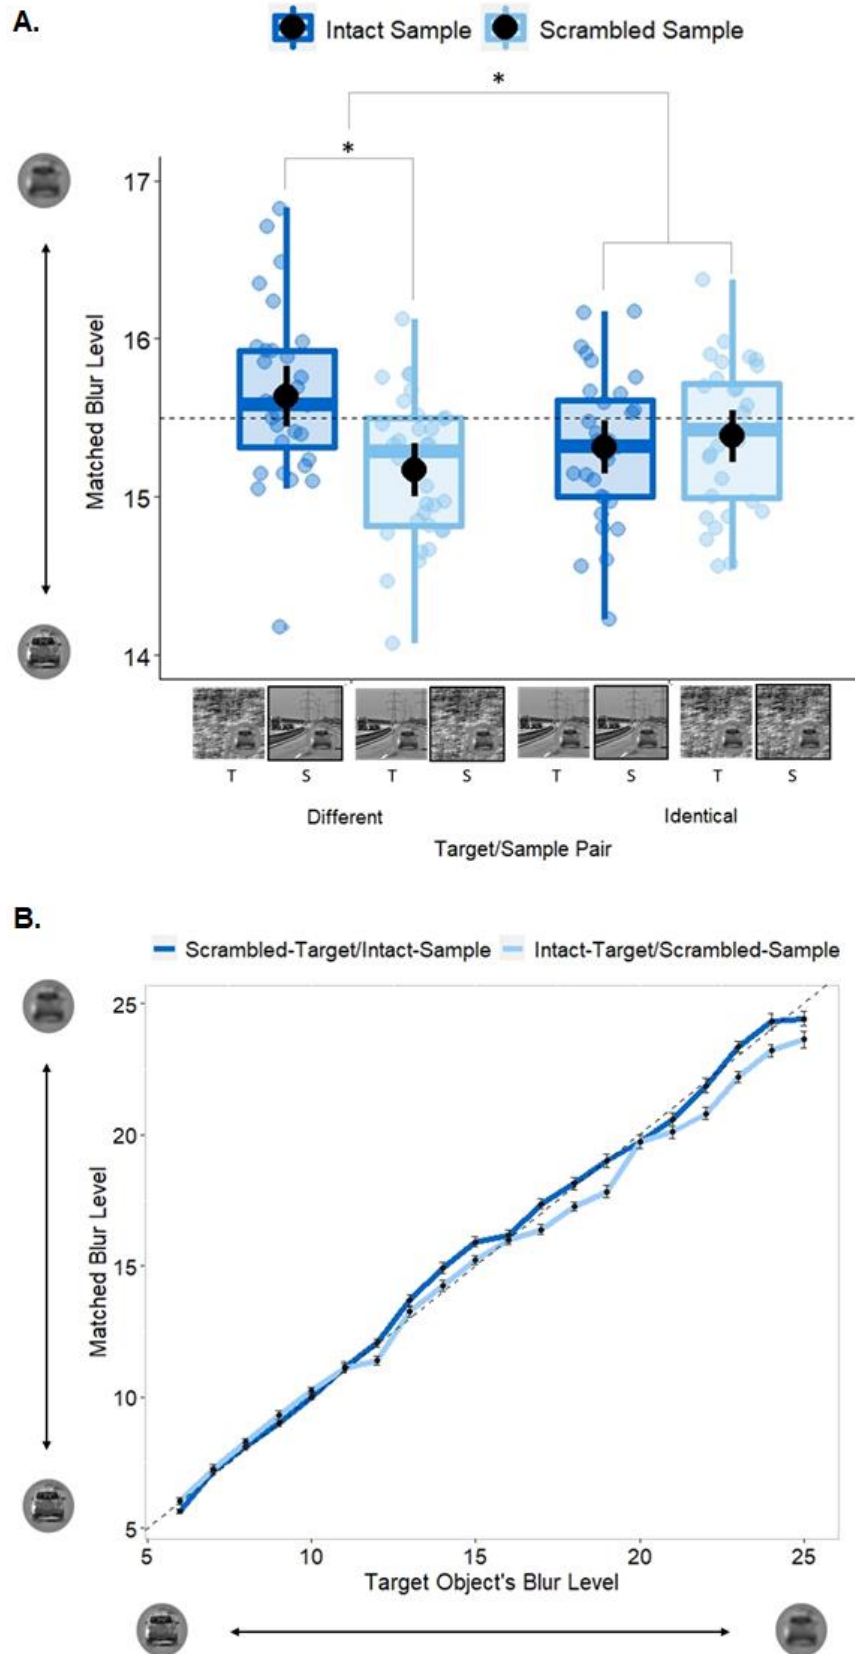 A.
Intact Sample Scrambled Sample
*
*
17
16
15
14
Matched Blur Level
T S T S T S T S
Different Identical
Target/Sample Pair
B.
Scrambled-Target/Intact-Sample Intact-Target/Scrambled-Sample
25
20
15
10
5
Matched Blur Level
5 10 15 20 25
Target Object's Blur Level